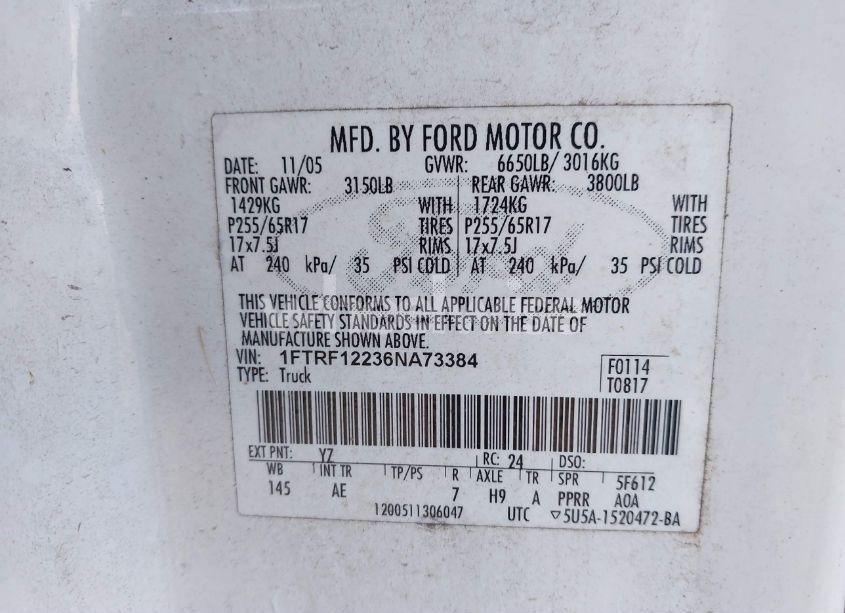 MFD. BY FORD MOTOR CO.
DATE: 11/05 GVWR: 6650LB/ 3016KG
FRONT GAWR: 3150LB REAR GAWR: 3800LB
1429KG WITH 1724KG WITH
P255/65R17 TIRES P255/65R17 TIRES
17x7.5J RIMS 17x7.5J RIMS
AT 240 kPa/ 35 PSI COLD AT 240 kPa/ 35 PSI COLD
THIS VEHICLE CONFORMS TO ALL APPLICABLE FEDERAL MOTOR
VEHICLE SAFETY STANDARDS IN EFFECT ON THE DATE OF
MANUFACTURE SHOWN ABOVE.
VIN: 1FTRF12236NA73384 F0114
TYPE: Truck T0817
EXT PNT: YZ RC: 24 DSO:
WB INT TR TP/PS R AXLE TR SPR 5F612
145 AE 7 H9 A PPRR AOA
1200511306047 UTC ▽5U5A-1520472-BA